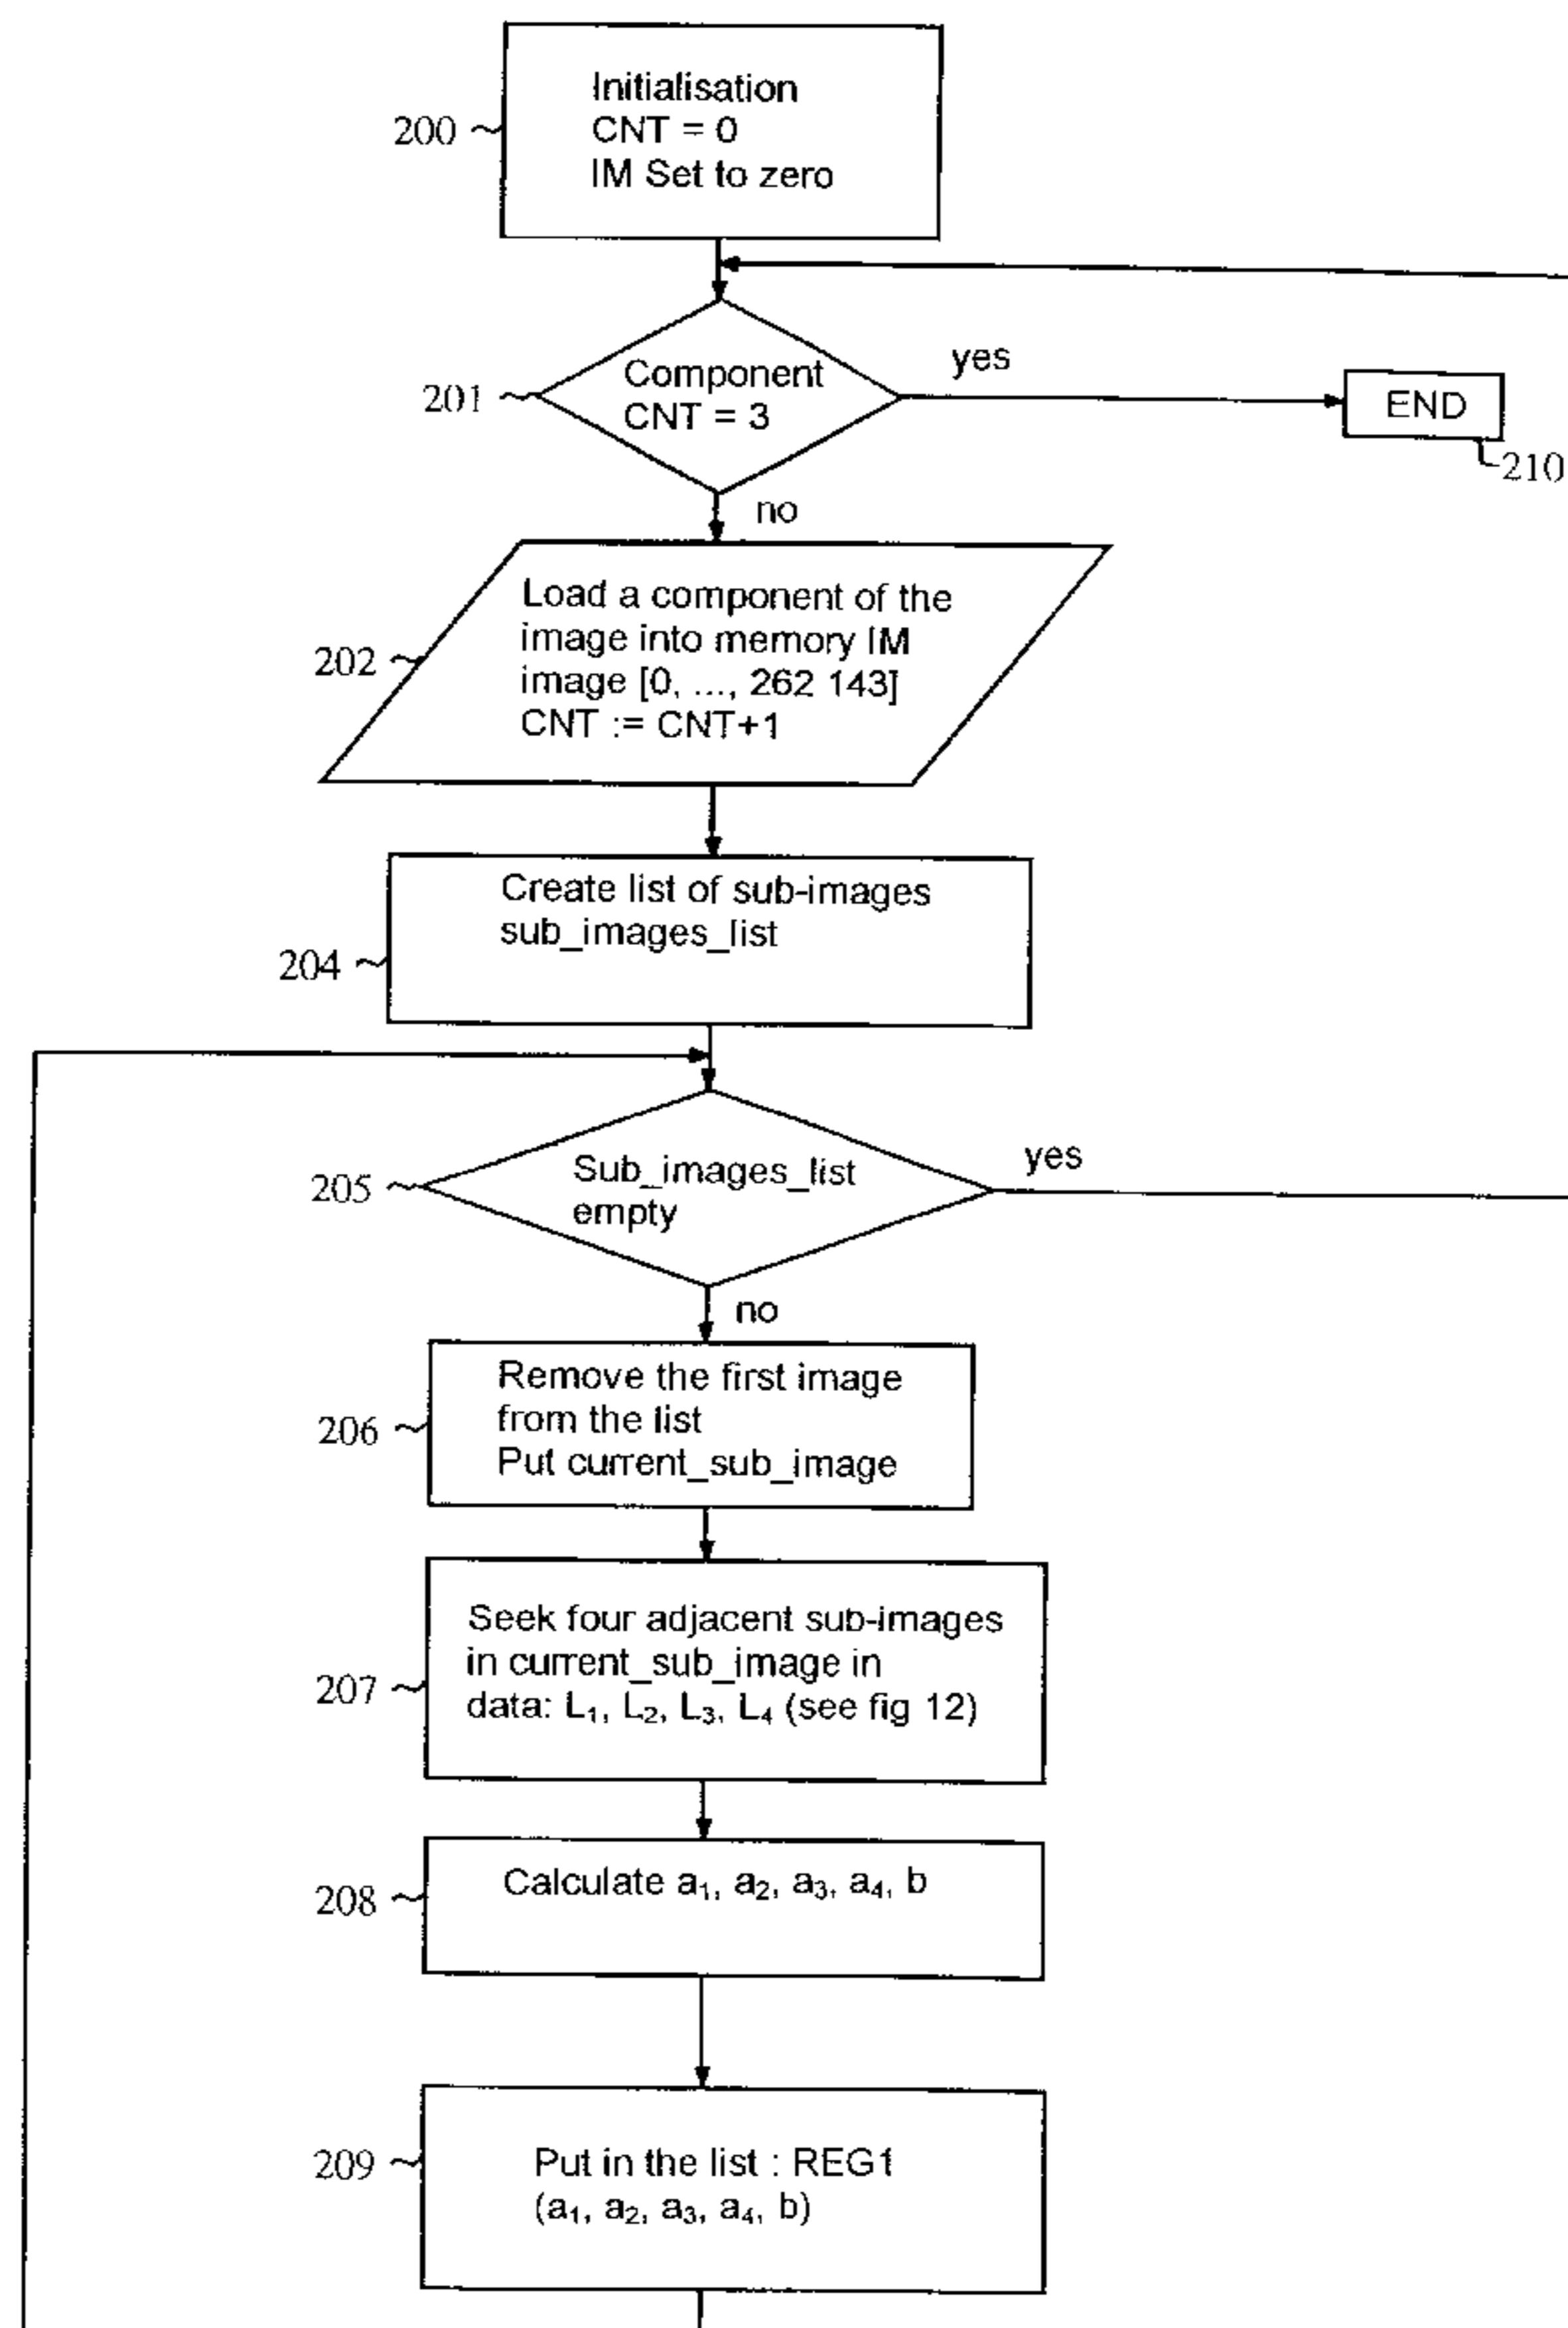 Initialisation
CNT = 0
IM Set to zero
200
Component
CNT = 3
201
yes
END
210
no
Load a component of the
image into memory IM
image [0, ..., 262 143]
CNT := CNT+1
202
Create list of sub-images
sub_images_list
204
Sub_images_list
empty
205
yes
no
Remove the first image
from the list
Put current_sub_image
206
Seek four adjacent sub-images
in current_sub_image in
data: L₁, L₂, L₃, L₄ (see fig 12)
207
Calculate a₁, a₂, a₃, a₄, b
208
Put in the list : REG1
(a₁, a₂, a₃, a₄, b)
209